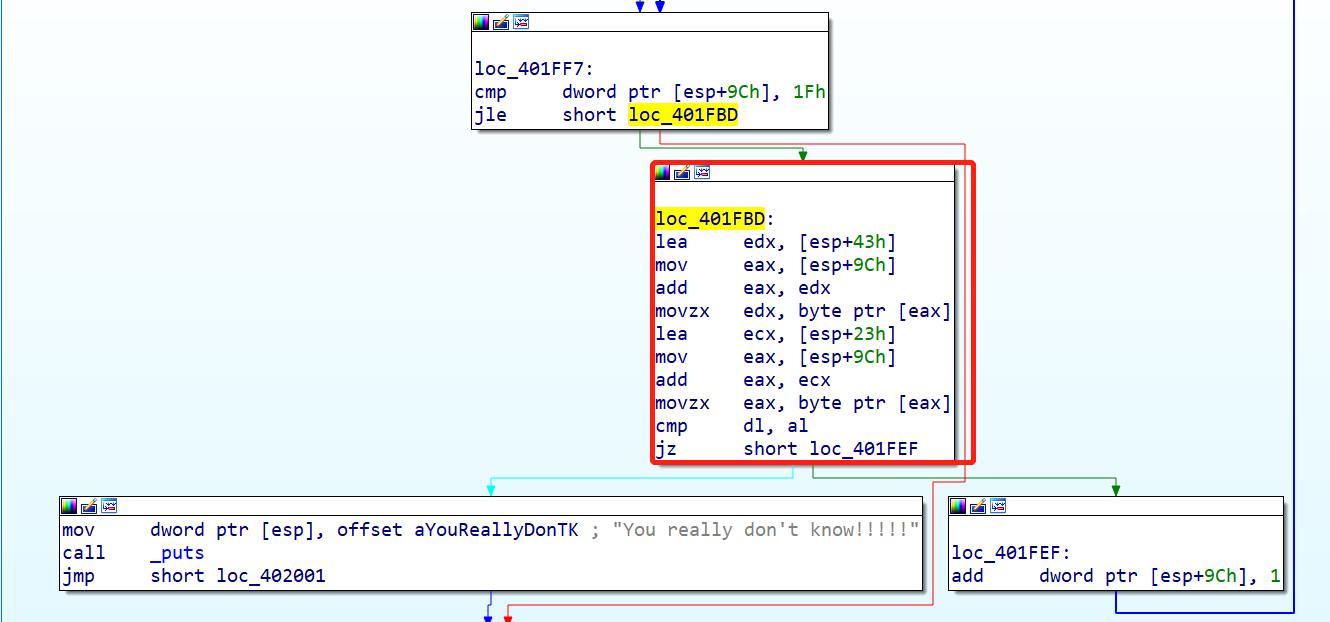 loc_401FF7:
cmp dword ptr [esp+9Ch], 1Fh
jle short loc_401FBD
loc_401FBD:
lea edx, [esp+43h]
mov eax, [esp+9Ch]
add eax, edx
movzx edx, byte ptr [eax]
lea ecx, [esp+23h]
mov eax, [esp+9Ch]
add eax, ecx
movzx eax, byte ptr [eax]
cmp dl, al
jz short loc_401FEF
mov dword ptr [esp], offset aYouReallyDonTK ; "You really don't know!!!!!"
call _puts
jmp short loc_402001
loc_401FEF:
add dword ptr [esp+9Ch], 1